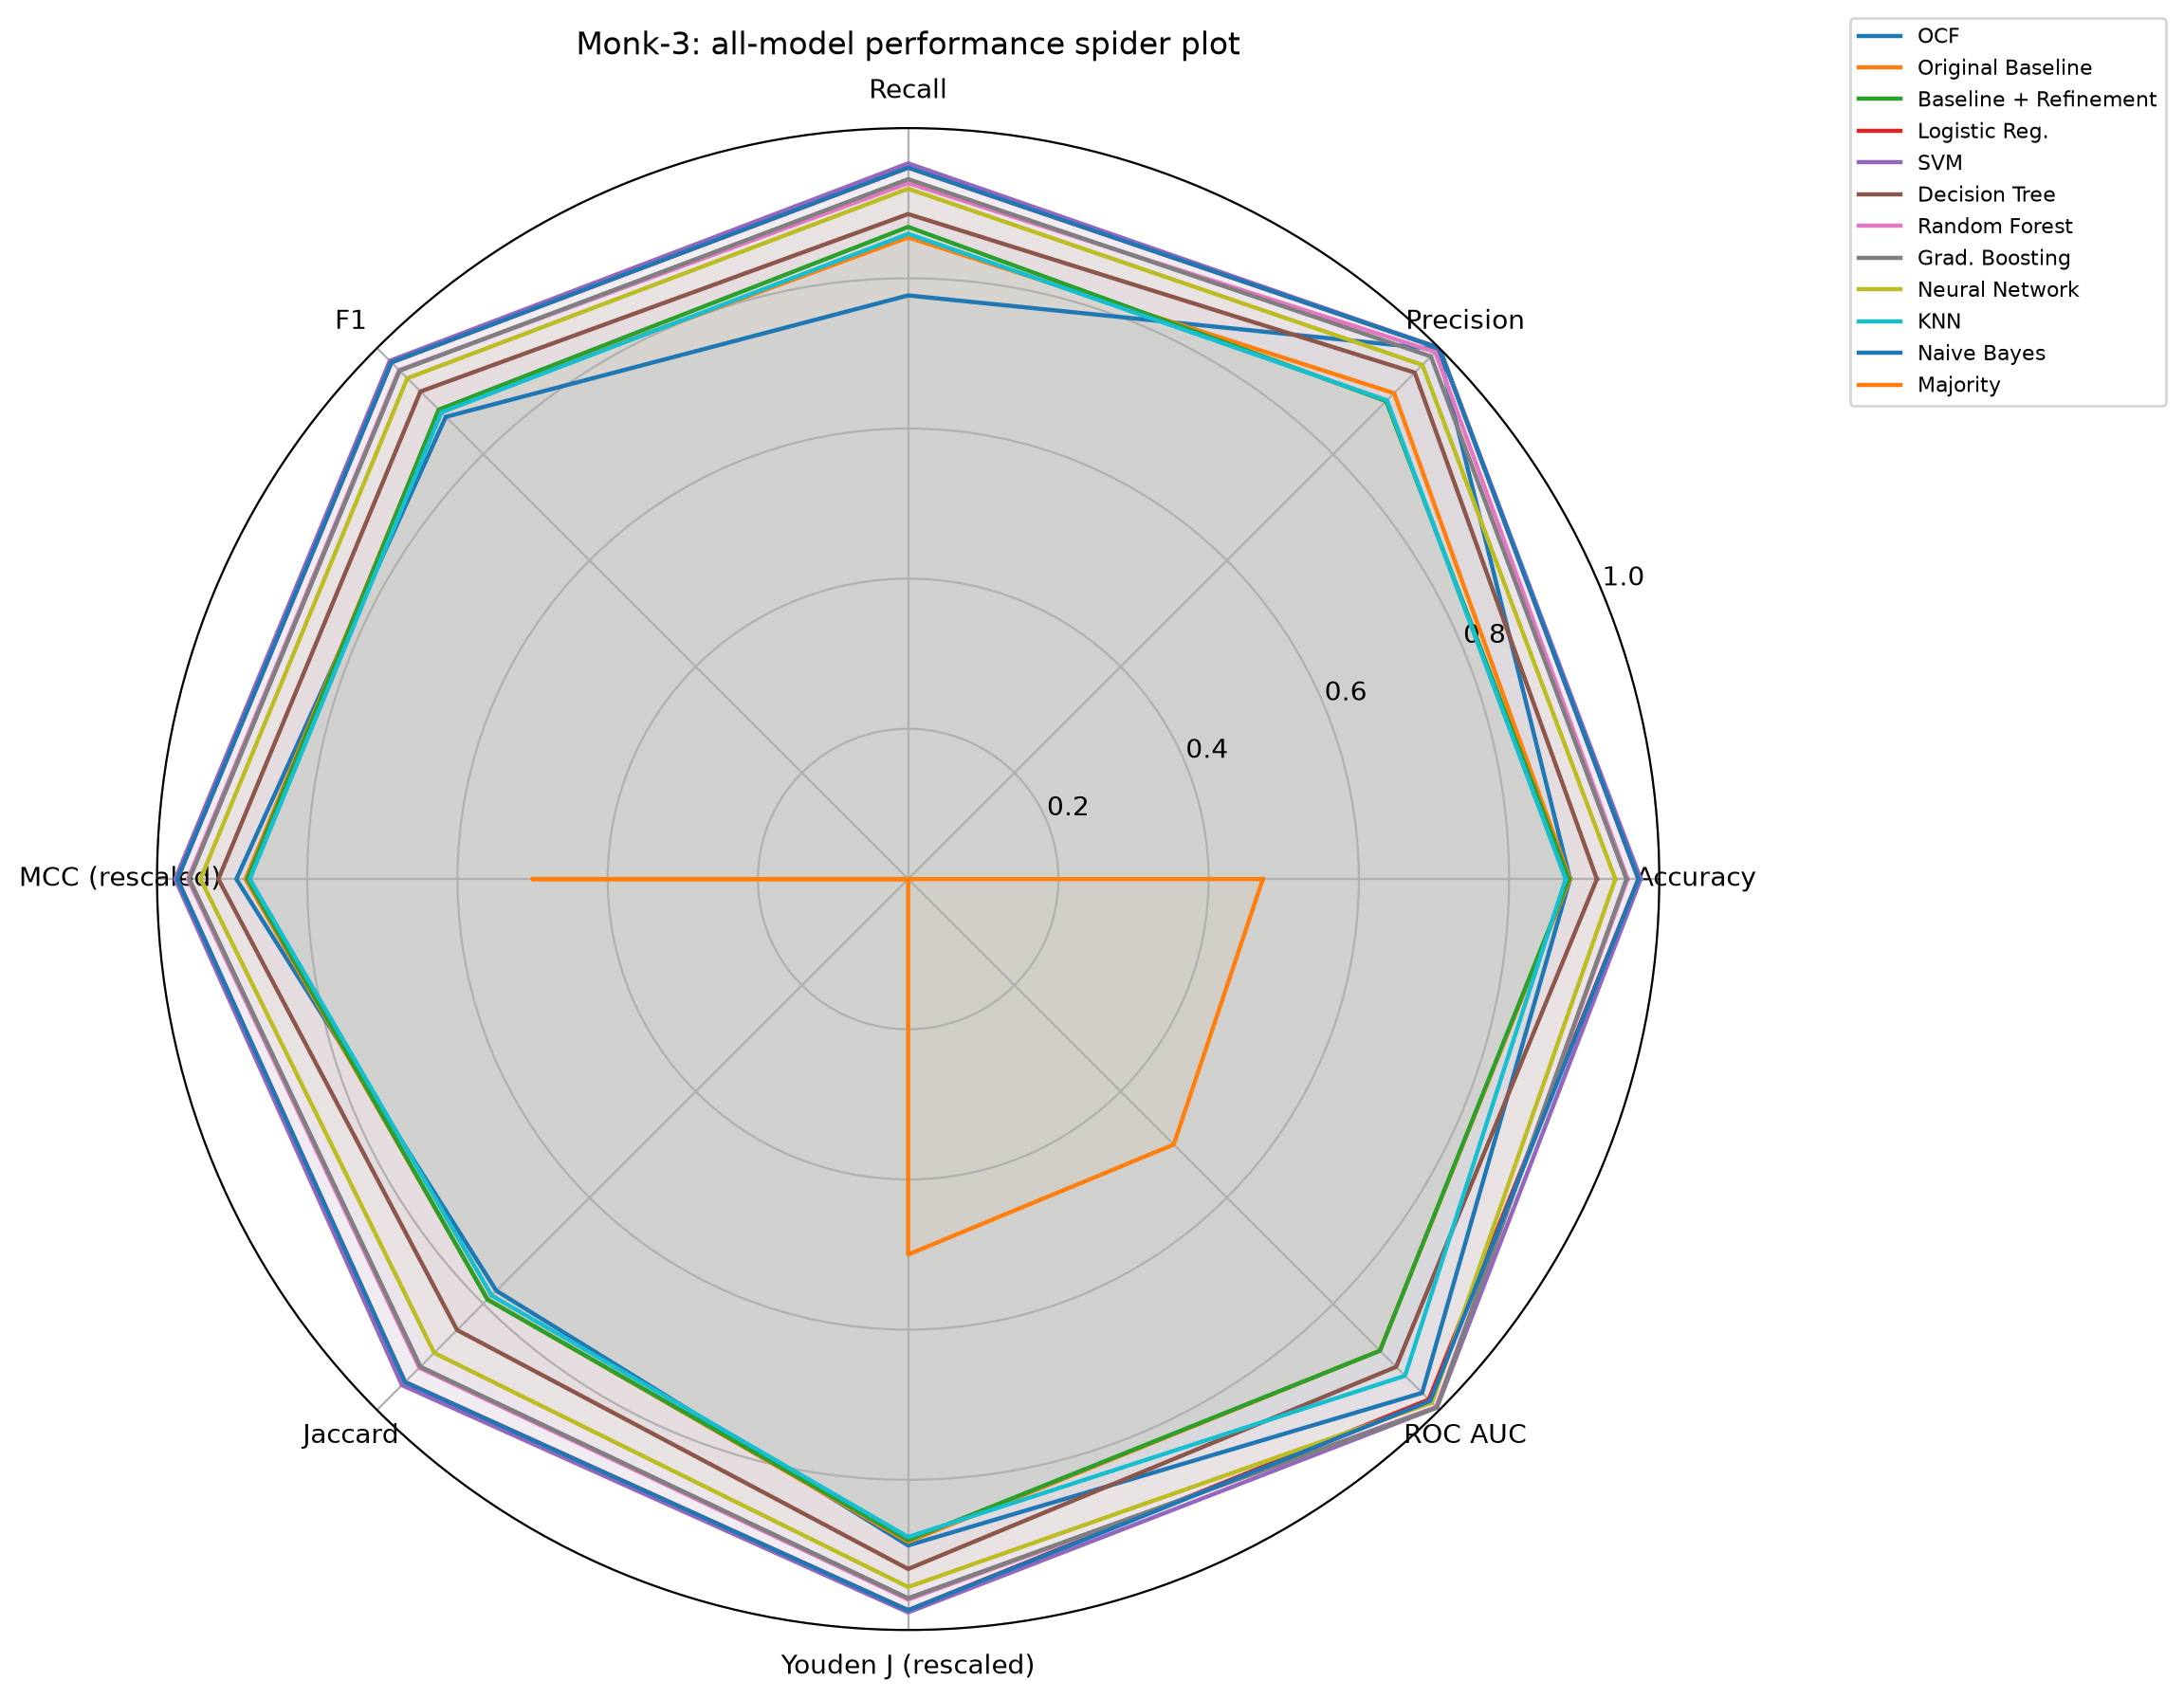 Monk-3: all-model performance spider plot
Recall
F1
Precision
1.0
0.8
0.6
0.4
0.2
MCC (rescaled)
Accuracy
Jaccard
ROC AUC
Youden J (rescaled)
OCF
Original Baseline
Baseline + Refinement
Logistic Reg.
SVM
Decision Tree
Random Forest
Grad. Boosting
Neural Network
KNN
Naive Bayes
Majority